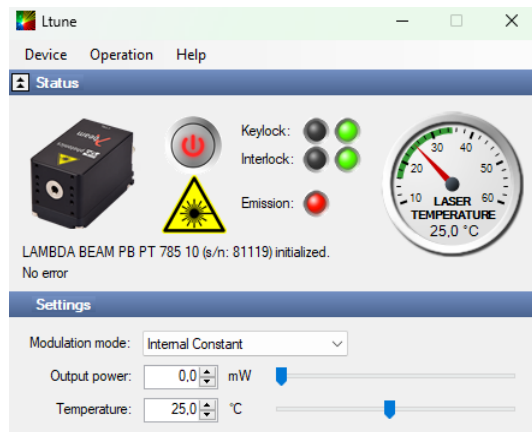 Ltune
Device Operation Help
Status
Keylock:
Interlock:
Emission:
10 20 30 40 50 60
LASER
TEMPERATURE
25,0 °C
LAMBDA BEAM PB PT 785 10 (s/n: 81119) initialized.
No error
Settings
Modulation mode: Internal Constant
Output power: 0,0 mW
Temperature: 25,0 °C